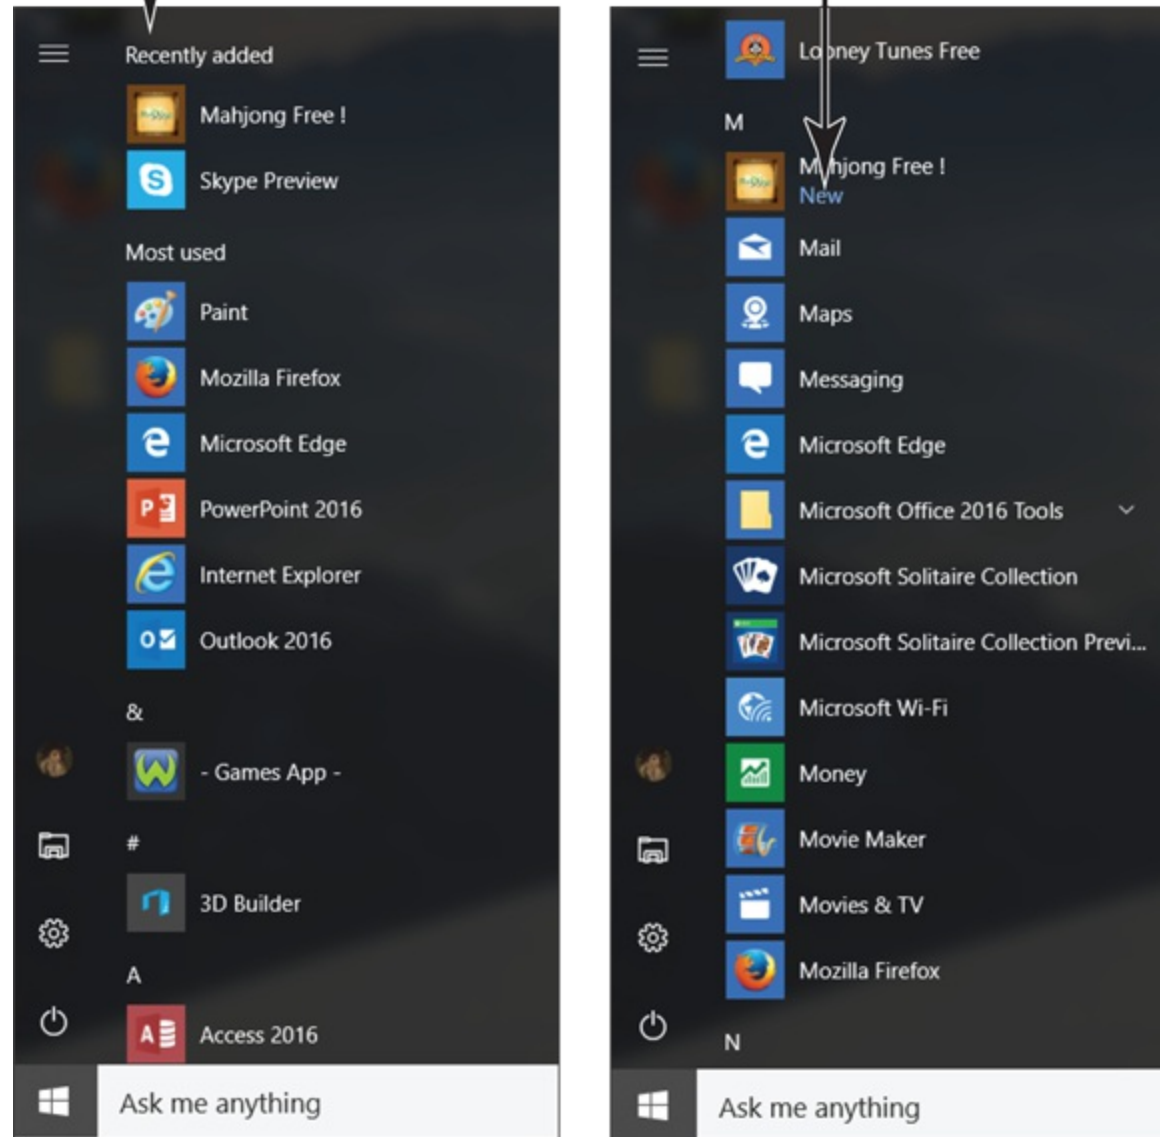 Recently added
Mahjong Free !
Skype Preview
Most used
Paint
Mozilla Firefox
Microsoft Edge
PowerPoint 2016
Internet Explorer
Outlook 2016
&
- Games App -
#
3D Builder
A
Access 2016
Ask me anything
Looney Tunes Free
M
Mahjong Free !
New
Mail
Maps
Messaging
Microsoft Edge
Microsoft Office 2016 Tools
Microsoft Solitaire Collection
Microsoft Solitaire Collection Previ...
Microsoft Wi-Fi
Money
Movie Maker
Movies & TV
Mozilla Firefox
N
Ask me anything